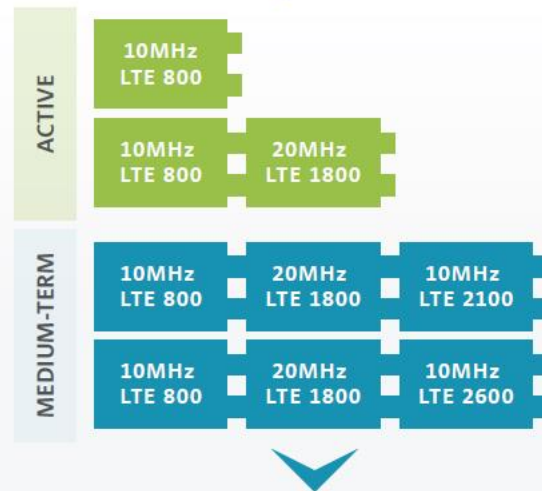 ACTIVE
10MHz
LTE 800
10MHz
LTE 800
20MHz
LTE 1800
MEDIUM-TERM
10MHz
LTE 800
20MHz
LTE 1800
10MHz
LTE 2100
10MHz
LTE 800
20MHz
LTE 1800
10MHz
LTE 2600